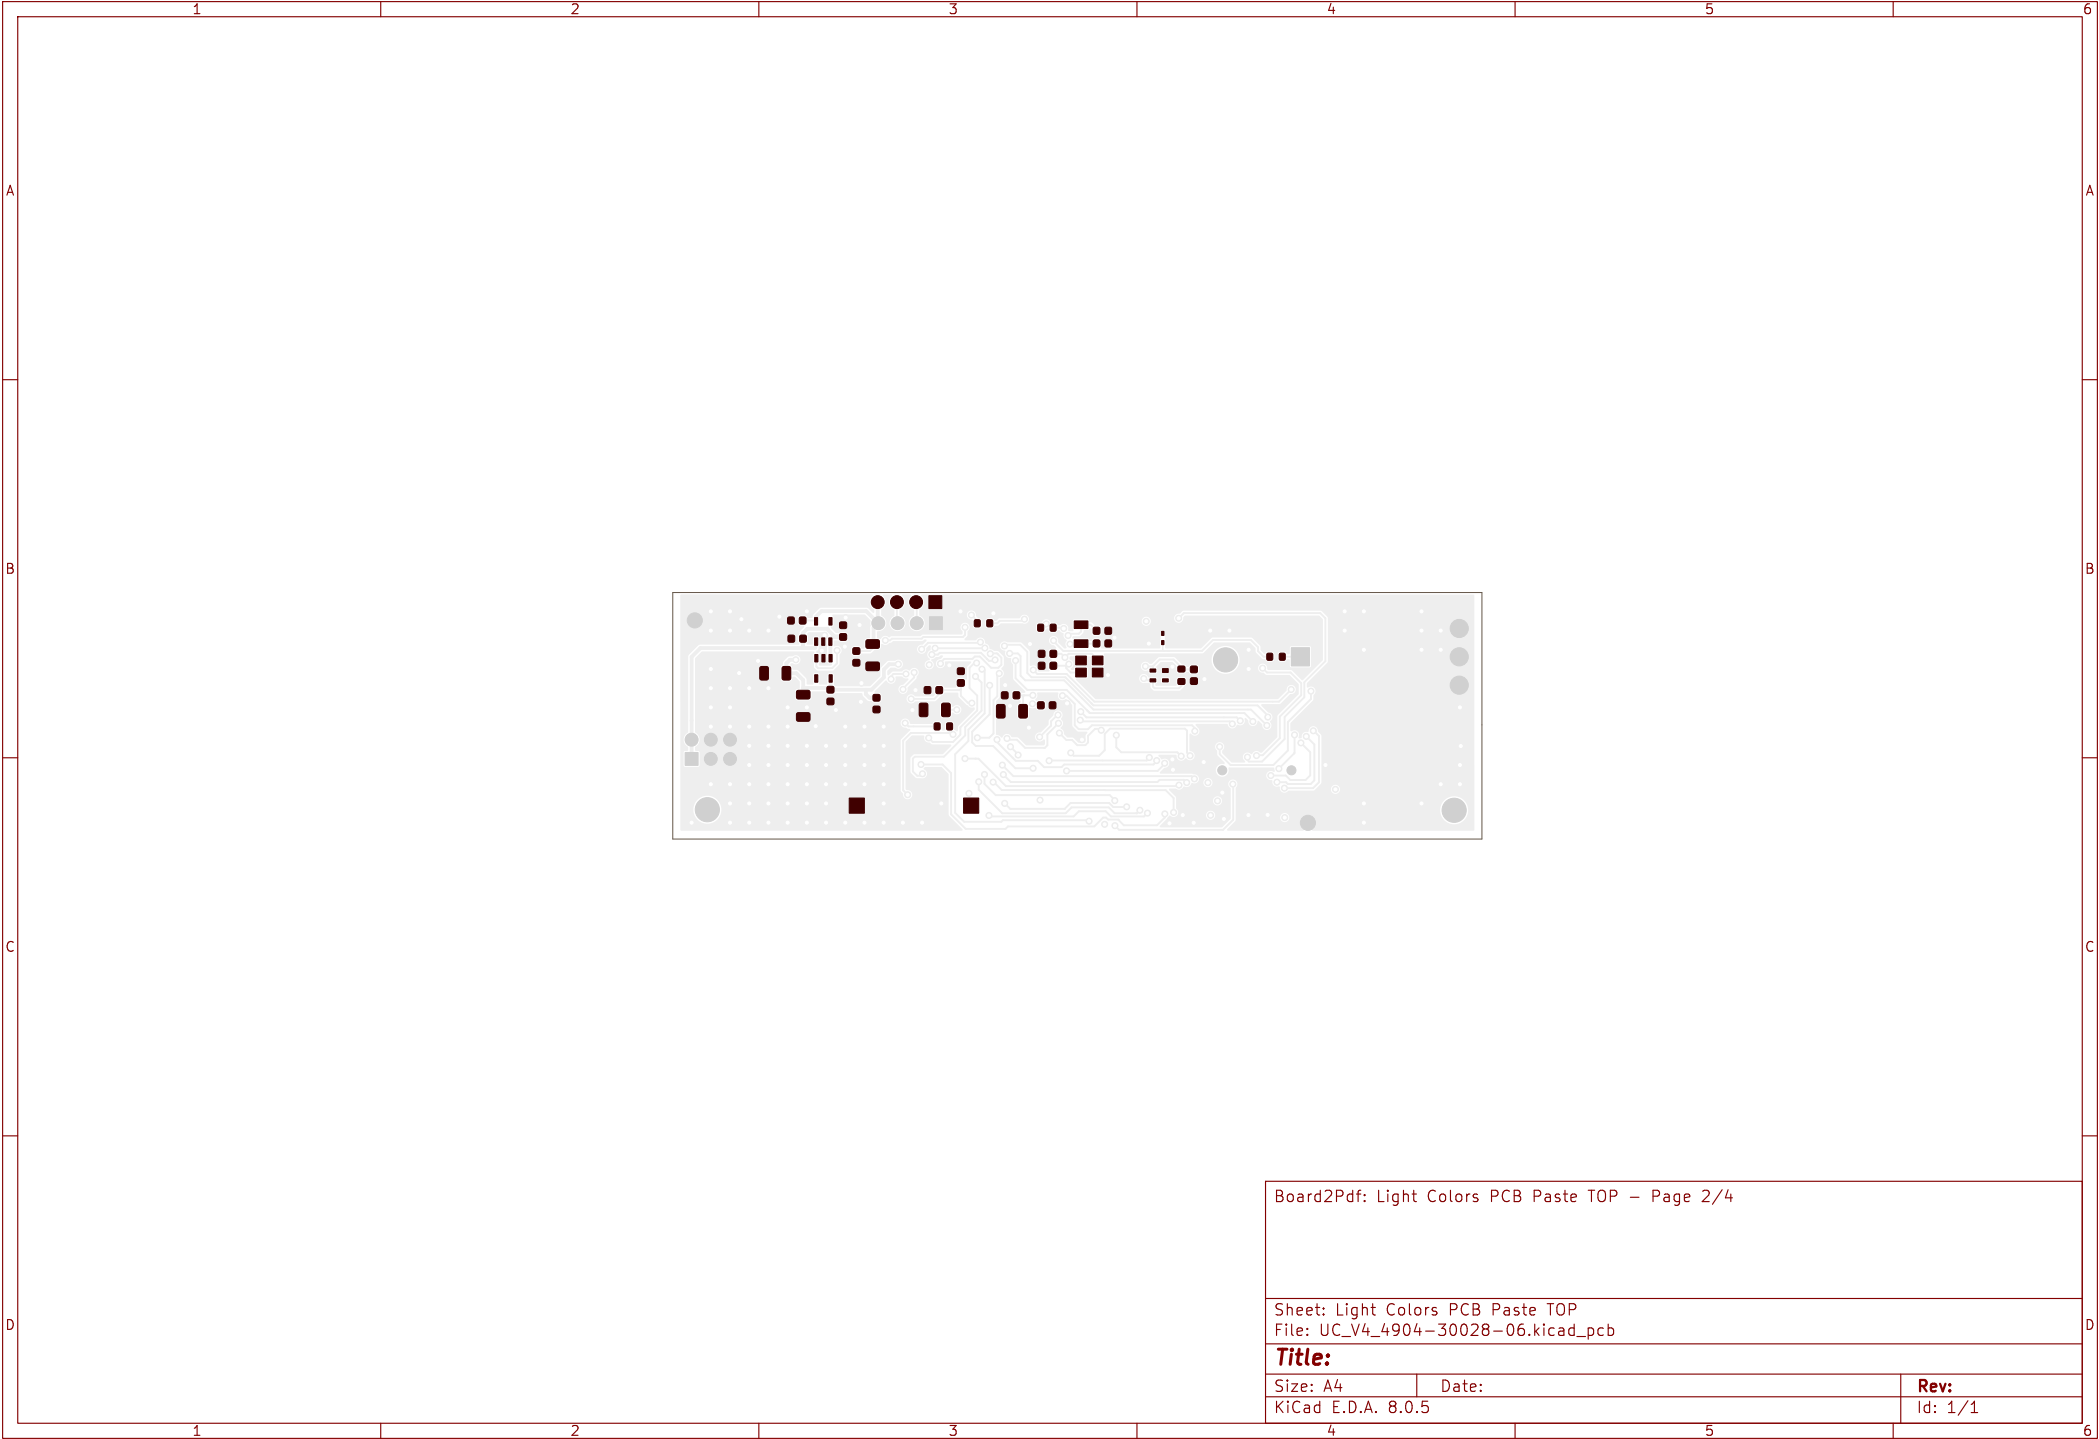 1 2 3 4 5 6
A A
B B
C C
D D
Board2Pdf: Light Colors PCB Paste TOP – Page 2/4
Sheet: Light Colors PCB Paste TOP
File: UC_V4_4904-30028-06.kicad_pcb
Title:
Size: A4 Date: Rev:
KiCad E.D.A. 8.0.5 Id: 1/1
1 2 3 4 5 6